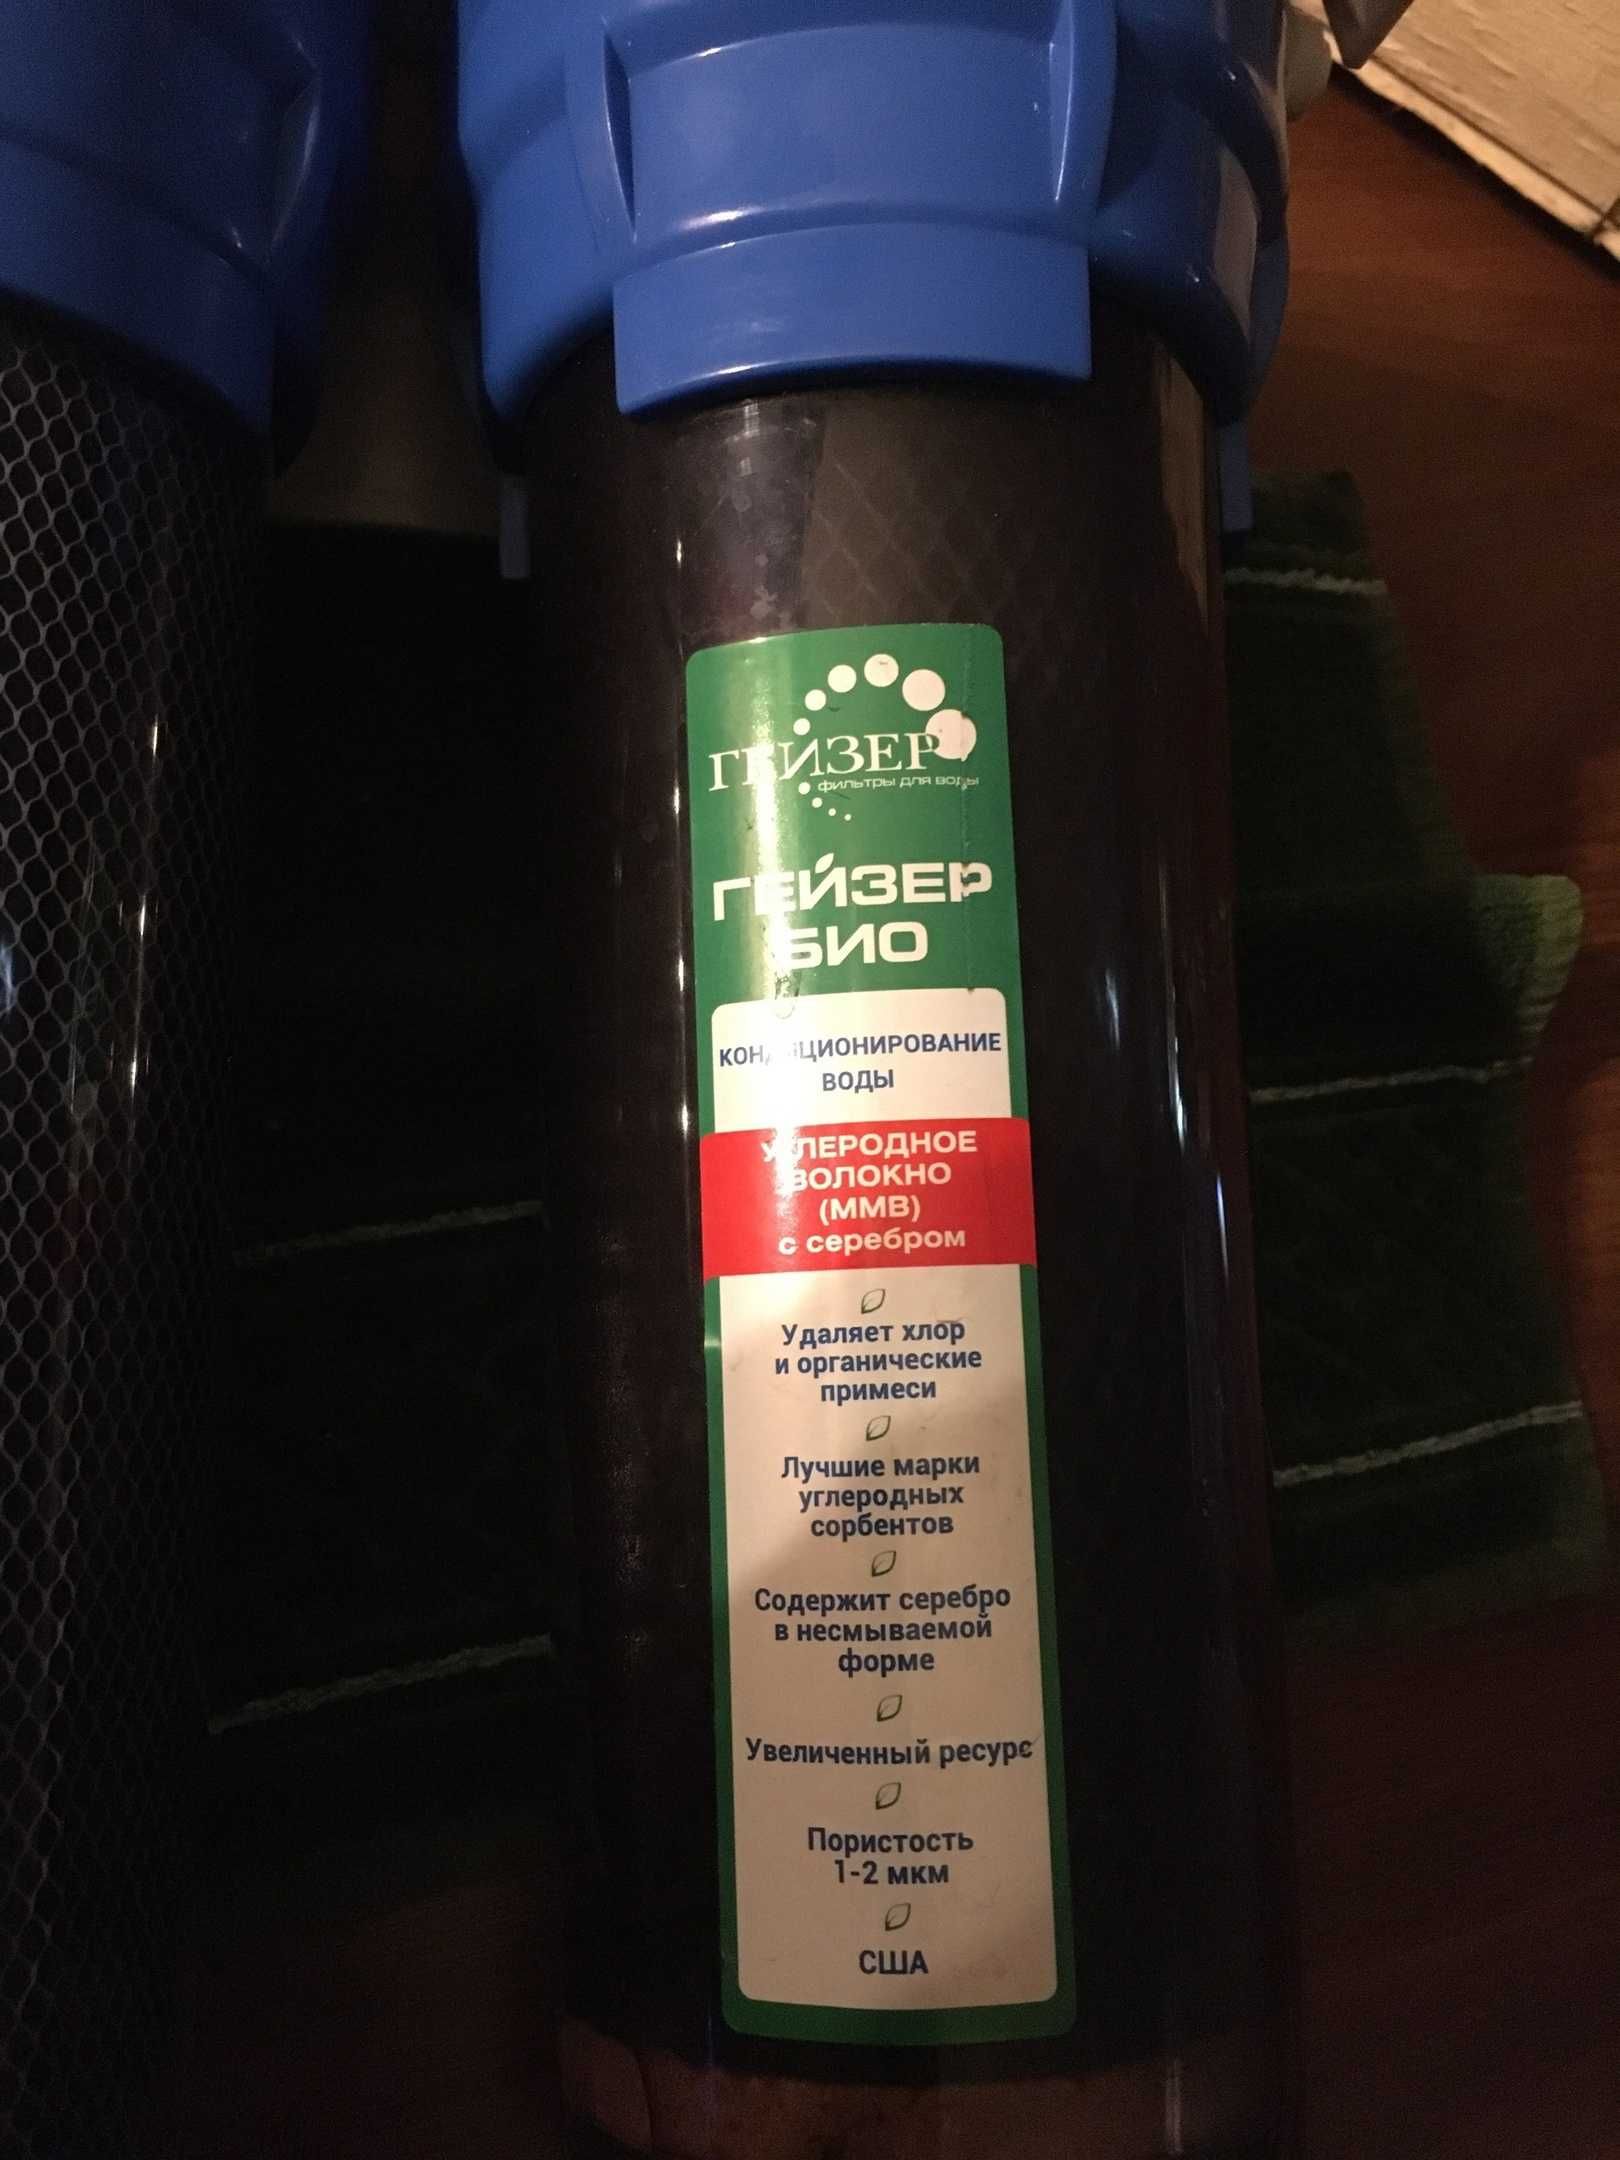 ГЕЙЗЕР
фильтры для воды
ГЕЙЗЕР
БИО
КОНДИЦИОНИРОВАНИЕ
ВОДЫ
УГЛЕРОДНОЕ
ВОЛОКНО
(ММВ)
с серебром
Удаляет хлор
и органические
примеси
Лучшие марки
углеродных
сорбентов
Содержит серебро
в несмываемой
форме
Увеличенный ресурс
Пористость
1-2 мкм
США